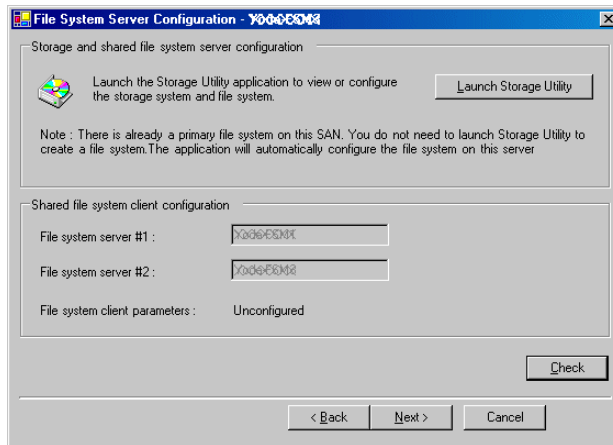 File System Server Configuration -
Storage and shared file system server configuration
Launch the Storage Utility application to view or configure
the storage system and file system.
Launch Storage Utility
Note : There is already a primary file system on this SAN. You do not need to launch Storage Utility to
create a file system.The application will automatically configure the file system on this server
Shared file system client configuration
File system server #1 :
File system server #2 :
File system client parameters : Unconfigured
Check
< Back
Next >
Cancel